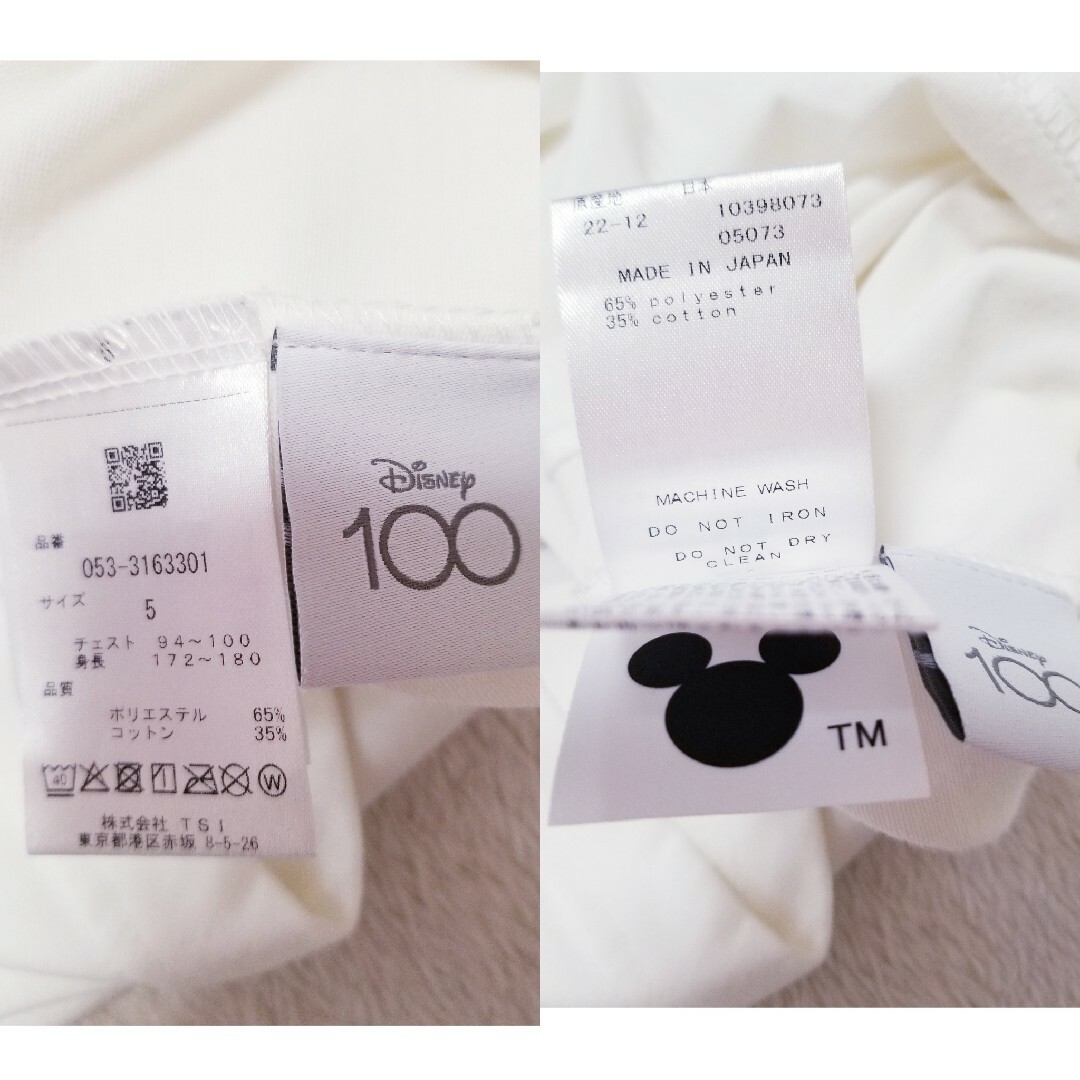 品番
053-3163301
サイズ
5
チェスト 94~100
身長 172~180
品質
ポリエステル 65%
コットン 35%
40
W
株式会社 TSI
東京都港区赤坂 8-5-26
Disney
100
原産地 日本
22-12 10398073
05073
MADE IN JAPAN
65% polyester
35% cotton
MACHINE WASH
DO NOT IRON
DO NOT DRY
CLEAN
TM
Disney
100